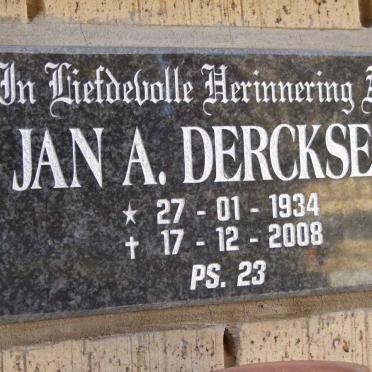 In Liefdevolle Herinnering
JAN A. DERCKSE
★ 27 - 01 - 1934
✝ 17 - 12 - 2008
PS. 23